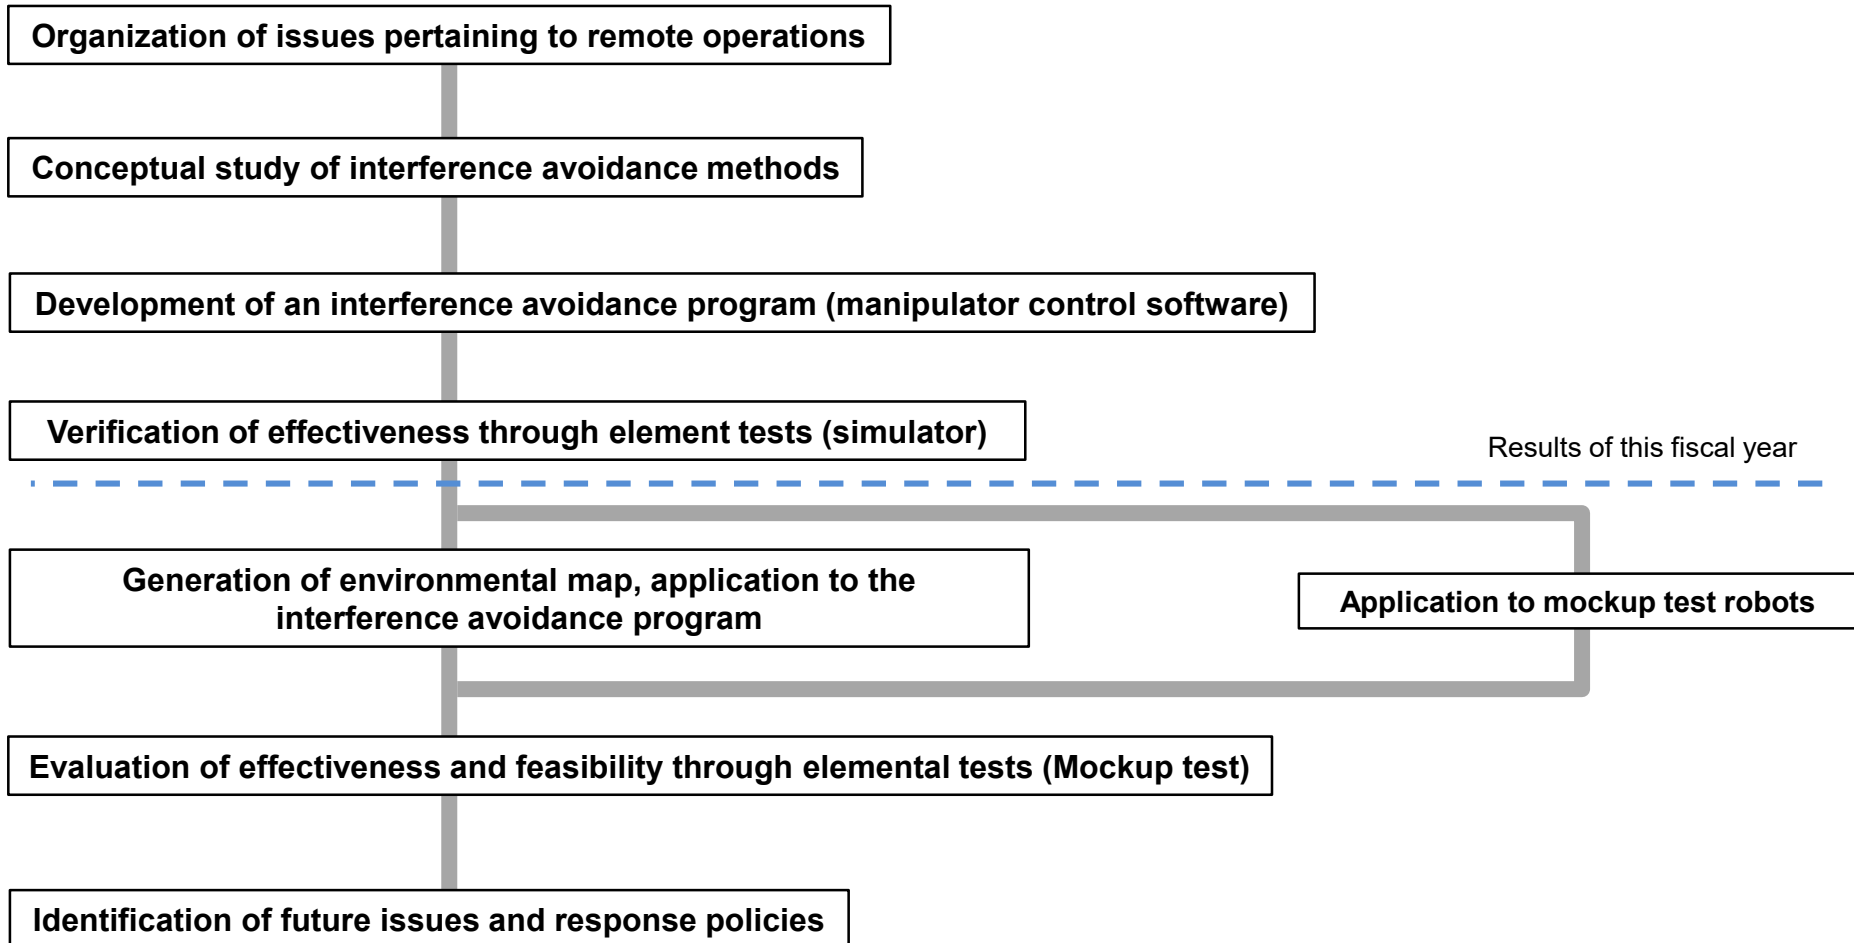 Organization of issues pertaining to remote operations
Conceptual study of interference avoidance methods
Development of an interference avoidance program (manipulator control software)
Verification of effectiveness through element tests (simulator)
Results of this fiscal year
Generation of environmental map, application to the
interference avoidance program
Application to mockup test robots
Evaluation of effectiveness and feasibility through elemental tests (Mockup test)
Identification of future issues and response policies